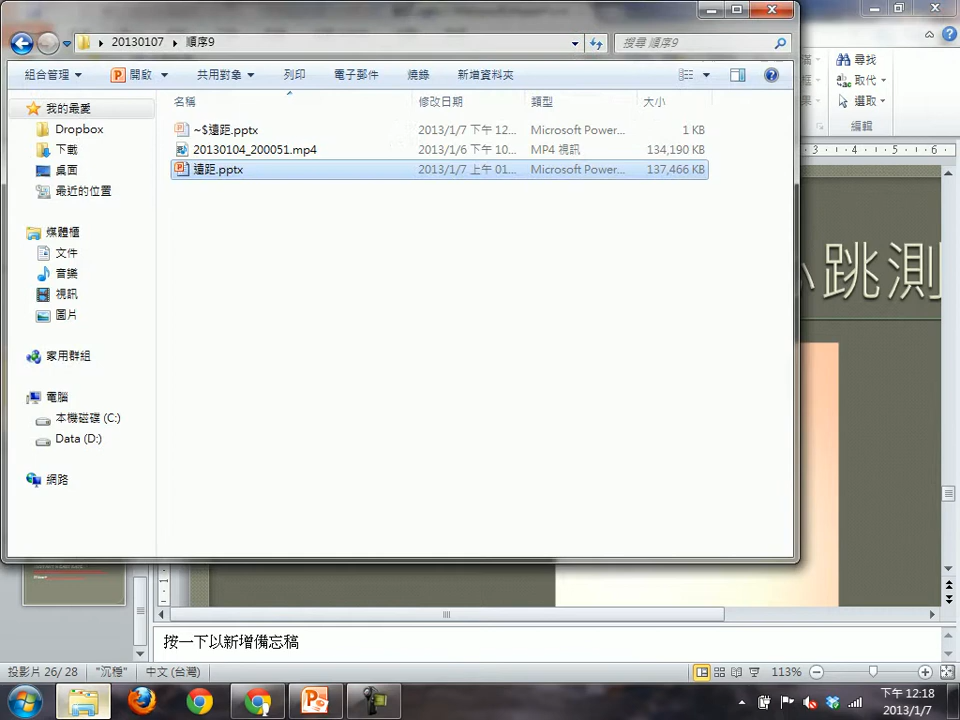 20130107 ▸ 順序9
搜尋 順序9
組合管理 開啟 共用對象 列印 電子郵件 燒錄 新增資料夾
名稱 修改日期 類型 大小
~$遠距.pptx 2013/1/7 下午 12... Microsoft Power... 1 KB
20130104_200051.mp4 2013/1/6 下午 10... MP4 視訊 134,190 KB
遠距.pptx 2013/1/7 上午 01... Microsoft Power... 137,466 KB
我的最愛
Dropbox
下載
桌面
最近的位置
媒體櫃
文件
音樂
視訊
圖片
家用群組
電腦
本機磁碟 (C:)
Data (D:)
網路
尋找
取代
選取
編輯
3 4 5 6
跳測
按一下以新增備忘稿
投影片 26/28 "沉穩" 中文 (台灣) 113%
下午 12:18
2013/1/7